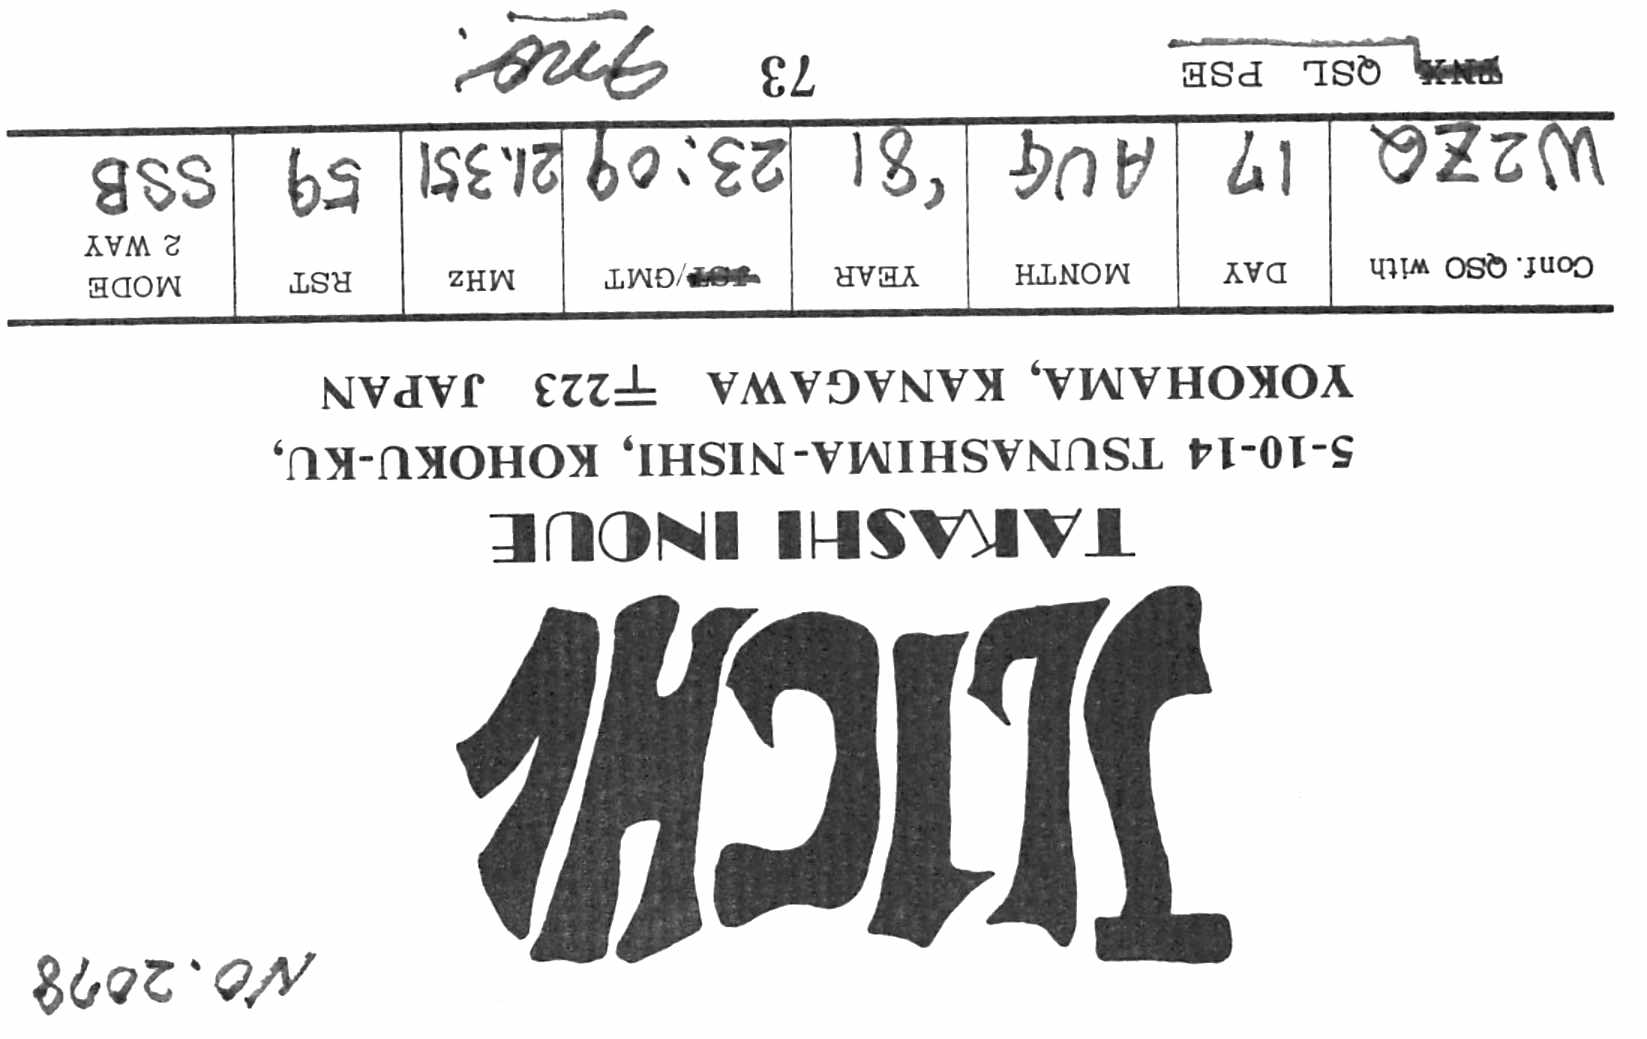 NO. 2078
JL1CHV
TAKASHI INOUE
5-10-14 TSUNASHIMA-NISHI, KOHOKU-KU,
YOKOHAMA, KANAGAWA 〒223 JAPAN
Conf. QSO with DAY MONTH YEAR JST/GMT MHz RST MODE 2 WAY
W2ZQ 17 AUG '81 23:09 21.351 59 SSB
TNX QSL PSE 73